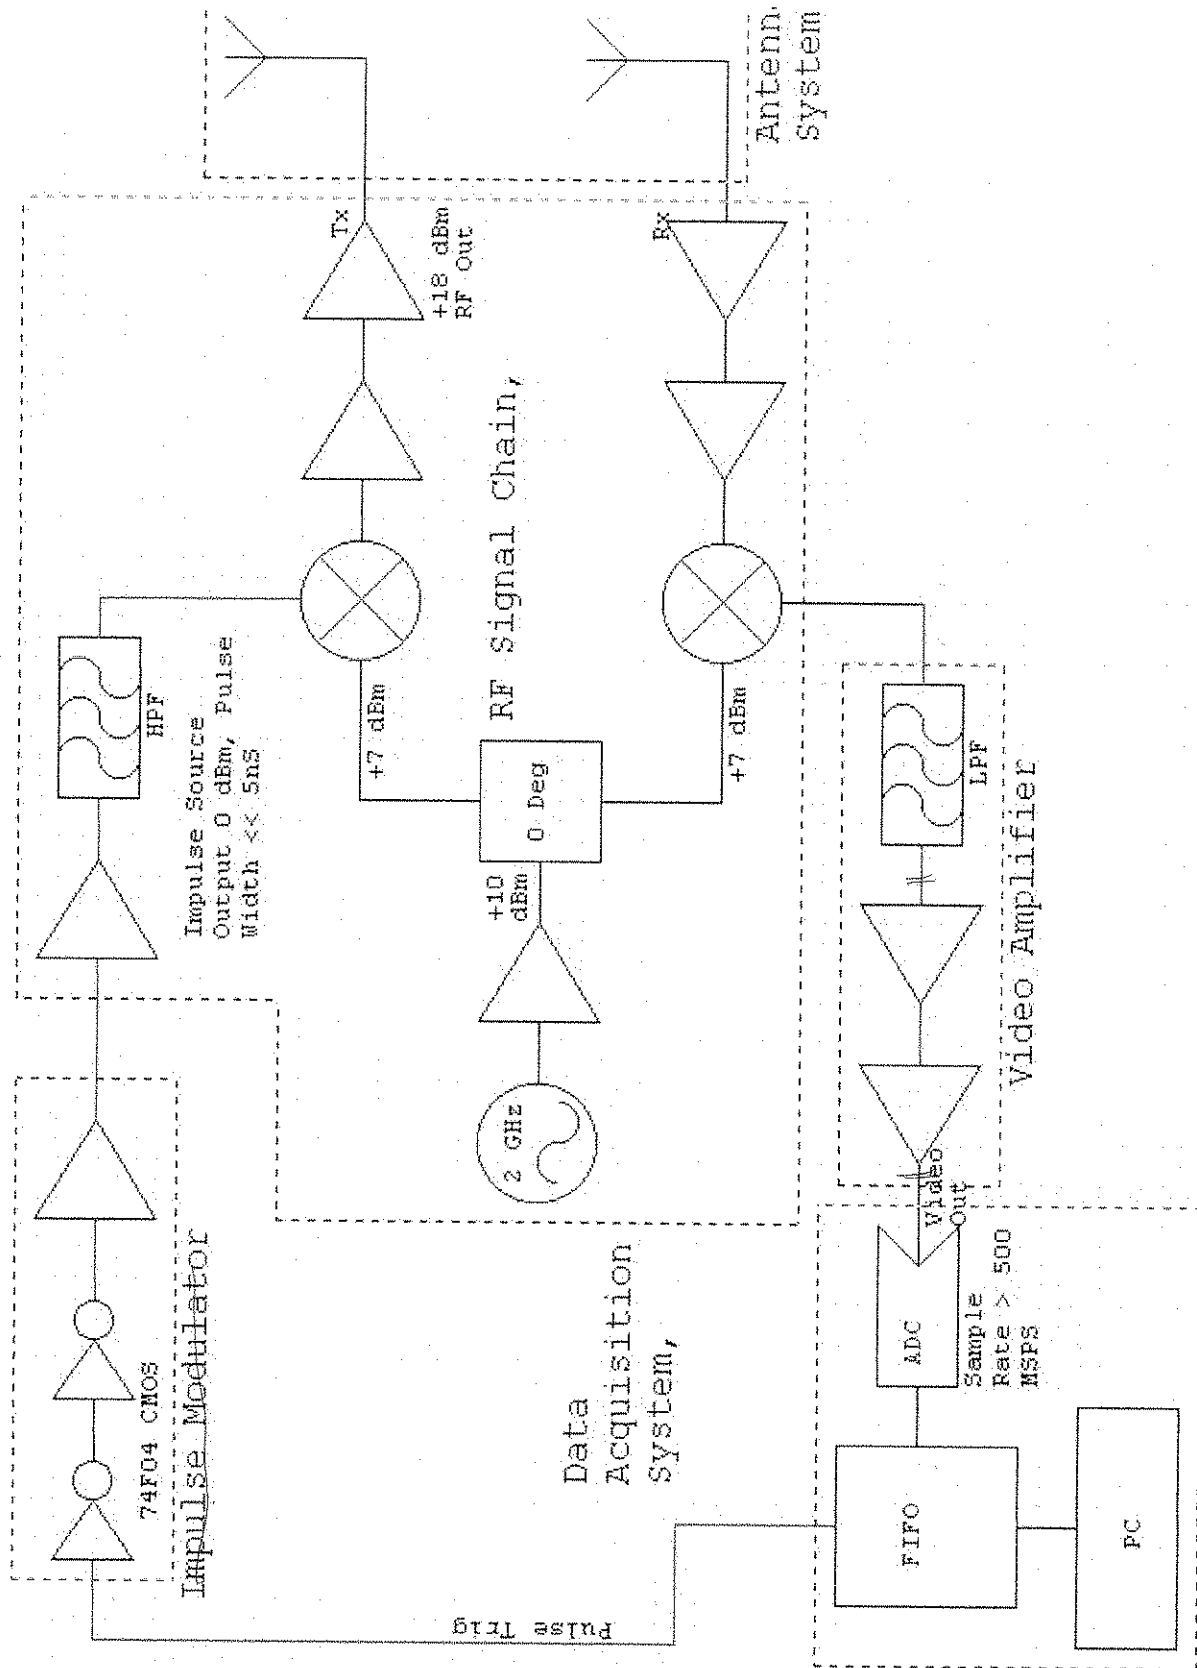 Antenn
System
Tx
+18 dBm
RF Out
Rx
RF Signal Chain,
HPF
Impulse Source
Output 0 dBm, Pulse
Width << 5nS
+7 dBm
0 Deg
+7 dBm
+10
dBm
2 GHz
LPF
Video Amplifier
Video
Out
74F04 CMOS
Impulse Modulator
Data
Acquisition
System,
ADC
Sample
Rate > 500
MSPS
FIFO
PC
Pulse Trig